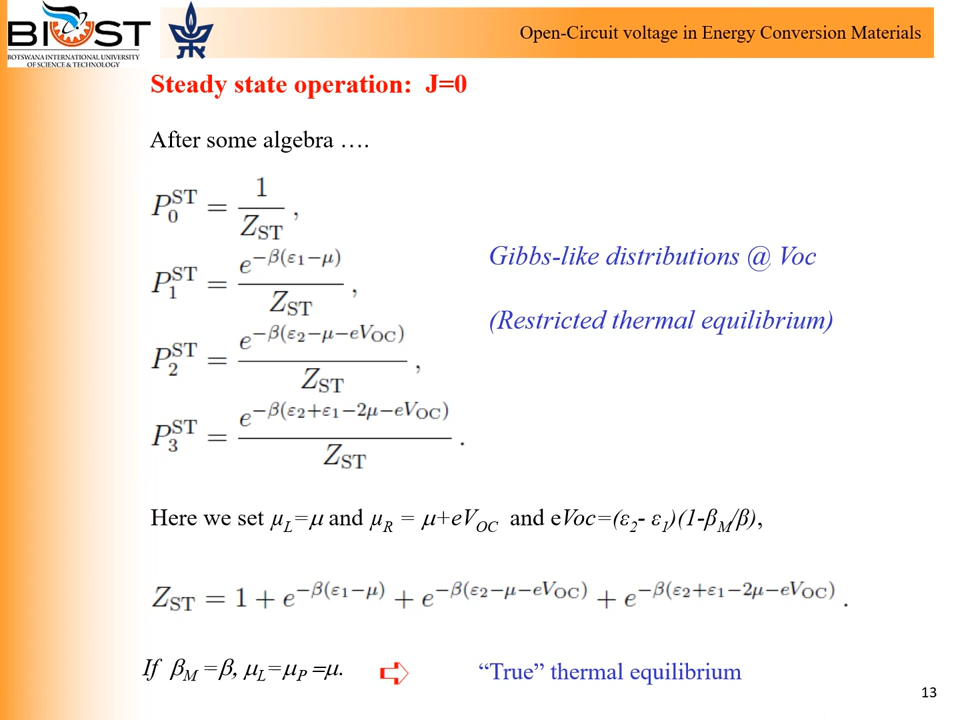 BIUST
BOTSWANA INTERNATIONAL UNIVERSITY
OF SCIENCE & TECHNOLOGY
Open-Circuit voltage in Energy Conversion Materials
Steady state operation: J=0
After some algebra ….
P_0^ST = 1 / Z_ST ,
P_1^ST = e^{−β(ε_1−μ)} / Z_ST ,
P_2^ST = e^{−β(ε_2−μ−eV_OC)} / Z_ST ,
P_3^ST = e^{−β(ε_2+ε_1−2μ−eV_OC)} / Z_ST .
Gibbs-like distributions @ Voc
(Restricted thermal equilibrium)
Here we set μ_L=μ and μ_R = μ+eV_OC and eVoc=(ε_2- ε_1)(1-β_M/β),
Z_ST = 1 + e^{−β(ε_1−μ)} + e^{−β(ε_2−μ−eV_OC)} + e^{−β(ε_2+ε_1−2μ−eV_OC)} .
If β_M =β, μ_L=μ_P =μ.
“True” thermal equilibrium
13